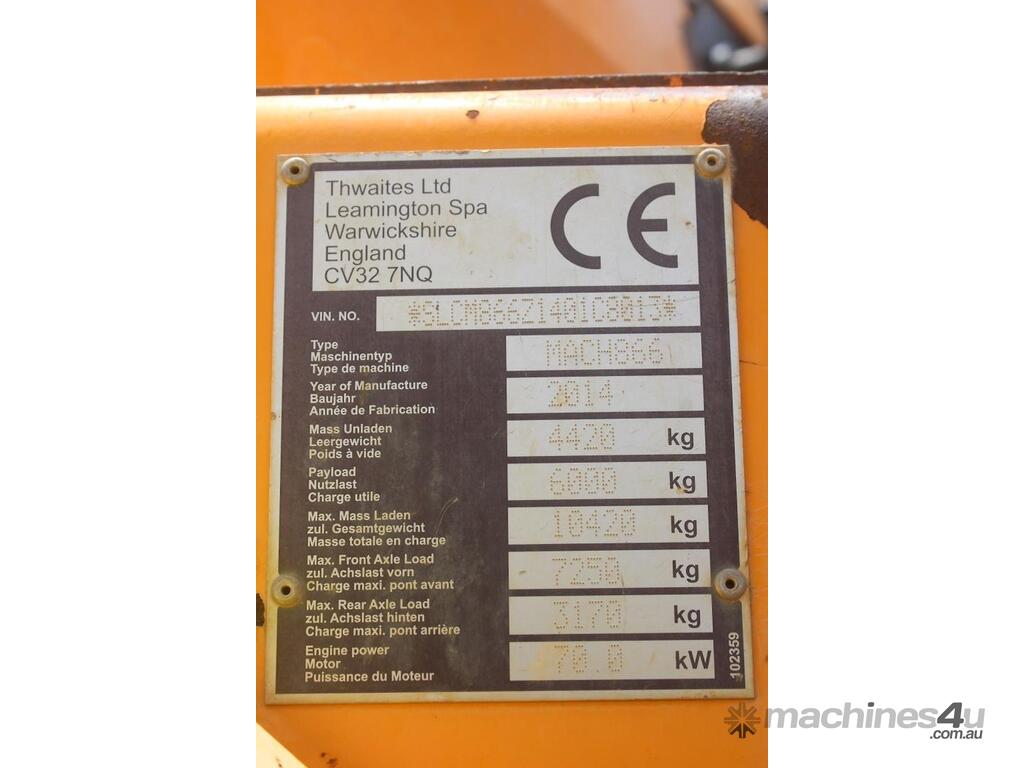 Thwaites Ltd
Leamington Spa
Warwickshire
England
CV32 7NQ
CE
VIN. NO.
Type
Maschinentyp
Type de machine
MACH866
Year of Manufacture
Baujahr
Année de Fabrication
2014
Mass Unladen
Leergewicht
Poids à vide
4420 kg
Payload
Nutzlast
Charge utile
6000 kg
Max. Mass Laden
zul. Gesamtgewicht
Masse totale en charge
10420 kg
Max. Front Axle Load
zul. Achslast vorn
Charge maxi. pont avant
7250 kg
Max. Rear Axle Load
zul. Achslast hinten
Charge maxi. pont arrière
3170 kg
Engine power
Motor
Puissance du Moteur
70.0 kW
102359
machines4u
.com.au